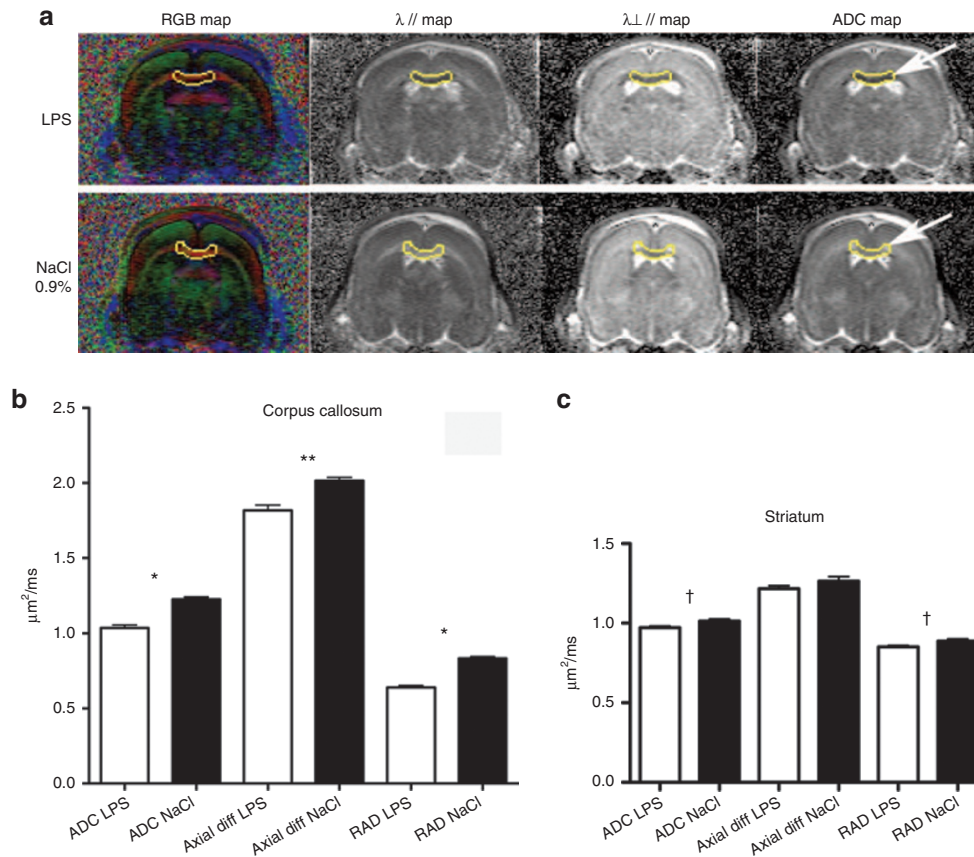 a
RGB map
λ // map
λ⊥ // map
ADC map
LPS
NaCl
0.9%
b
Corpus callosum
2.5
2.0
1.5
1.0
0.5
0.0
μm²/ms
*
**
*
ADC LPS
ADC NaCl
Axial diff LPS
Axial diff NaCl
RAD LPS
RAD NaCl
c
Striatum
1.5
1.0
0.5
0.0
μm²/ms
†
†
ADC LPS
ADC NaCl
Axial diff LPS
Axial diff NaCl
RAD LPS
RAD NaCl